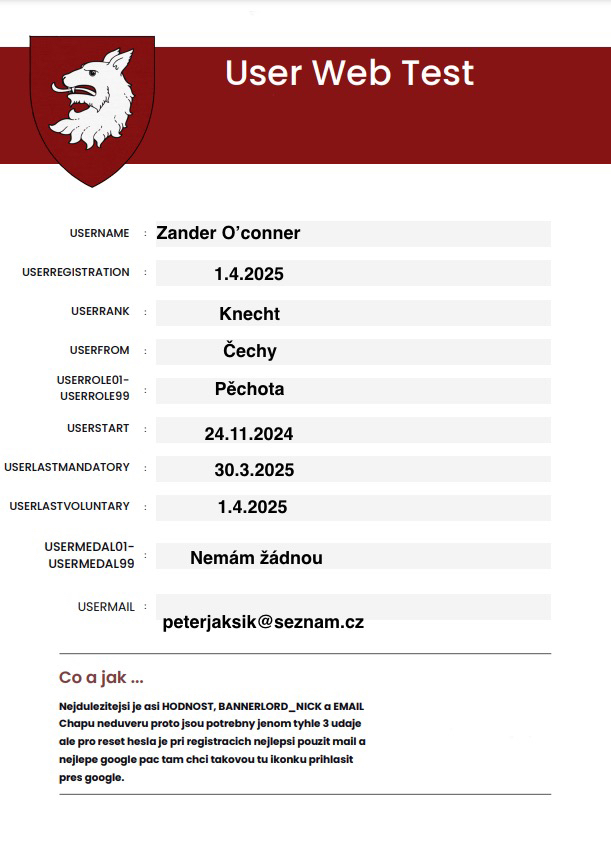 User Web Test
USERNAME : Zander O’conner
USERREGISTRATION : 1.4.2025
USERRANK : Knecht
USERFROM : Čechy
USERROLE01-
USERROLE99 : Pěchota
USERSTART : 24.11.2024
USERLASTMANDATORY : 30.3.2025
USERLASTVOLUNTARY : 1.4.2025
USERMEDAL01-
USERMEDAL99 : Nemám žádnou
USERMAIL :
peterjaksik@seznam.cz
Co a jak ...
Nejdulezitejsi je asi HODNOST, BANNERLORD_NICK a EMAIL
Chapu neduveru proto jsou potrebny jenom tyhle 3 udaje
ale pro reset hesla je pri registracich nejlepsi pouzit mail a
nejlepe google pac tam chci takovou tu ikonku prihlasit
pres google.